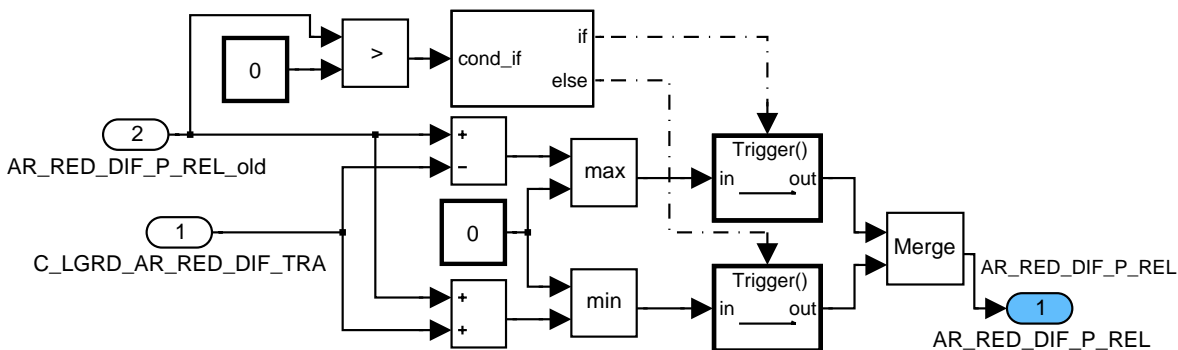 if
>
cond_if
0
else
2
+
AR_RED_DIF_P_REL_old
−
max
Trigger()
in
out
1
0
C_LGRD_AR_RED_DIF_TRA
Merge
AR_RED_DIF_P_REL
+
+
min
Trigger()
in
out
1
AR_RED_DIF_P_REL